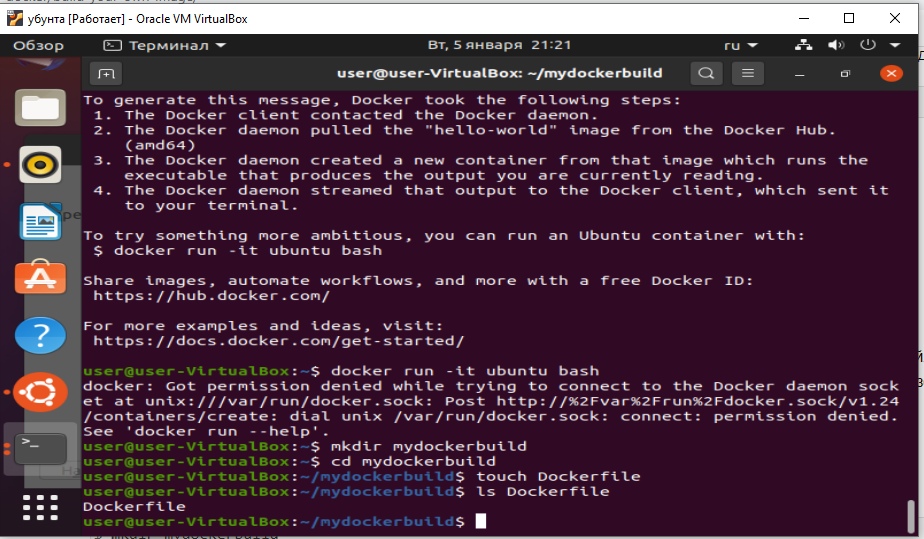 docker/build-your-own-image/
убунта [Работает] - Oracle VM VirtualBox
Обзор Терминал Вт, 5 января 21:21 ru
user@user-VirtualBox: ~/mydockerbuild
To generate this message, Docker took the following steps:
1. The Docker client contacted the Docker daemon.
2. The Docker daemon pulled the "hello-world" image from the Docker Hub.
(amd64)
3. The Docker daemon created a new container from that image which runs the
executable that produces the output you are currently reading.
4. The Docker daemon streamed that output to the Docker client, which sent it
to your terminal.
To try something more ambitious, you can run an Ubuntu container with:
$ docker run -it ubuntu bash
Share images, automate workflows, and more with a free Docker ID:
https://hub.docker.com/
For more examples and ideas, visit:
https://docs.docker.com/get-started/
user@user-VirtualBox:~$ docker run -it ubuntu bash
docker: Got permission denied while trying to connect to the Docker daemon sock
et at unix:///var/run/docker.sock: Post http://%2Fvar%2Frun%2Fdocker.sock/v1.24
/containers/create: dial unix /var/run/docker.sock: connect: permission denied.
See 'docker run --help'.
user@user-VirtualBox:~$ mkdir mydockerbuild
user@user-VirtualBox:~$ cd mydockerbuild
user@user-VirtualBox:~/mydockerbuild$ touch Dockerfile
user@user-VirtualBox:~/mydockerbuild$ ls Dockerfile
Dockerfile
user@user-VirtualBox:~/mydockerbuild$
$ mkdir mydockerbuild